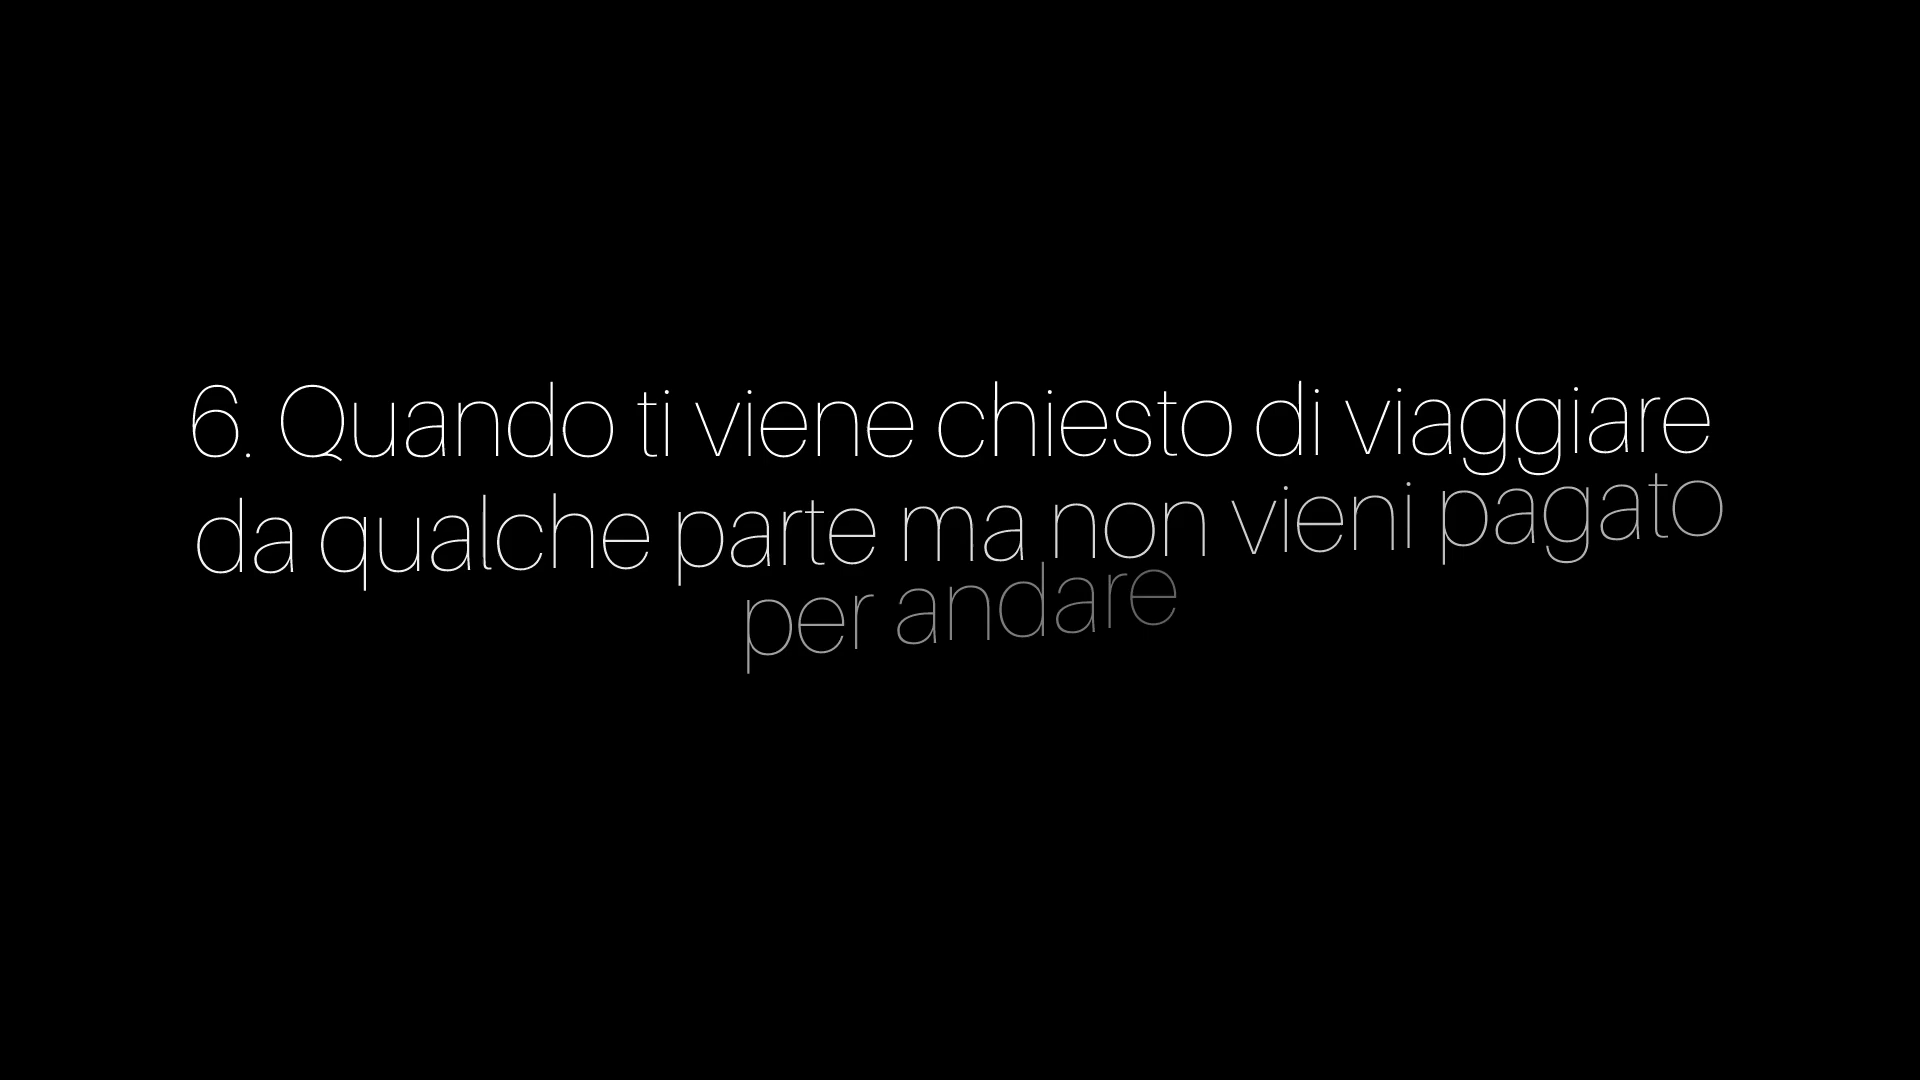 6. Quando ti viene chiesto di viaggiare
da qualche parte ma non vieni pagato
per andare